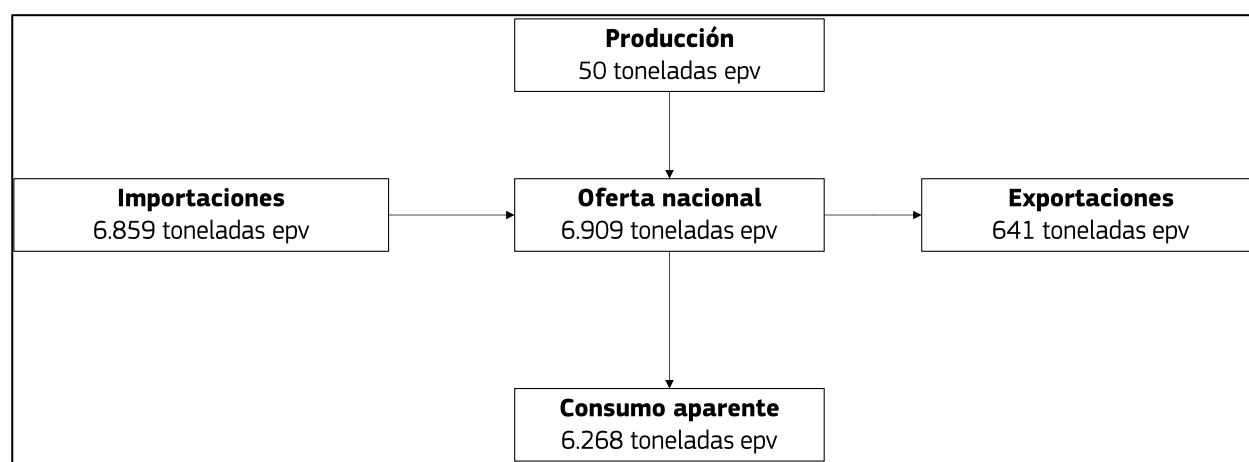 Producción
50 toneladas epv
Importaciones
6.859 toneladas epv
Oferta nacional
6.909 toneladas epv
Exportaciones
641 toneladas epv
Consumo aparente
6.268 toneladas epv